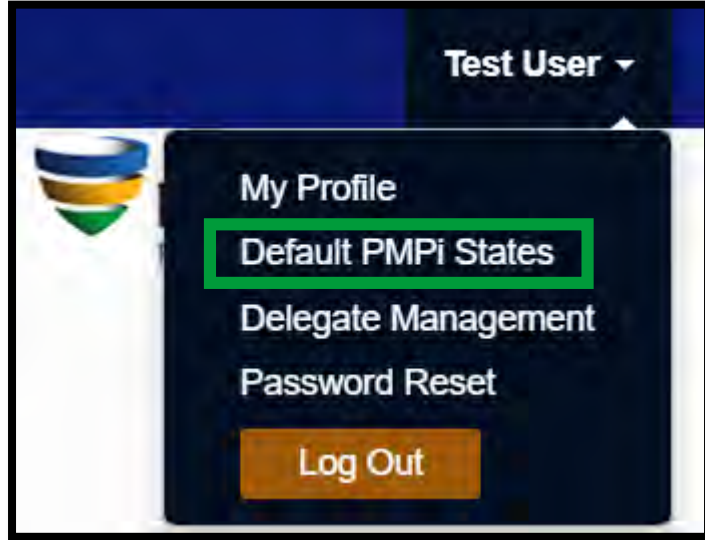 Test User
My Profile
Default PMPi States
Delegate Management
Password Reset
Log Out